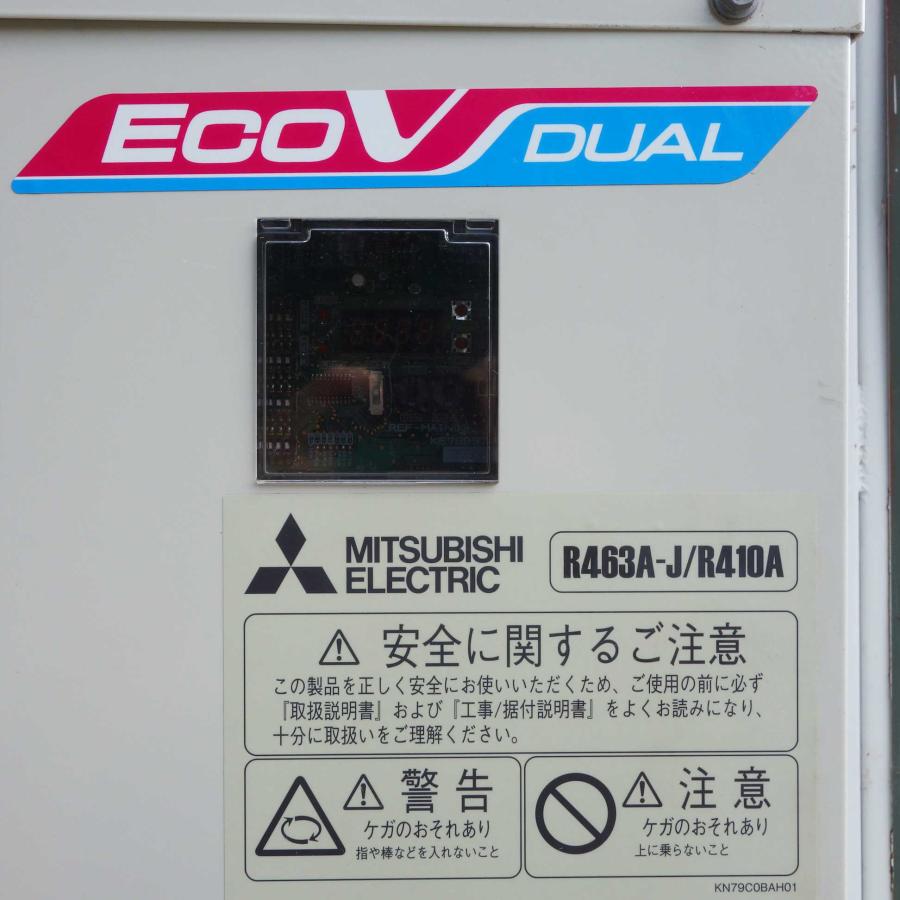 ECOV DUAL
REF-MAIN
MITSUBISHI
ELECTRIC
R463A-J/R410A
安全に関するご注意
この製品を正しく安全にお使いいただくため、ご使用の前に必ず
『取扱説明書』および『工事/据付説明書』をよくお読みになり、
十分に取扱いをご理解ください。
警告
ケガのおそれあり
指や棒などを入れないこと
注意
ケガのおそれあり
上に乗らないこと
KN79C0BAH01